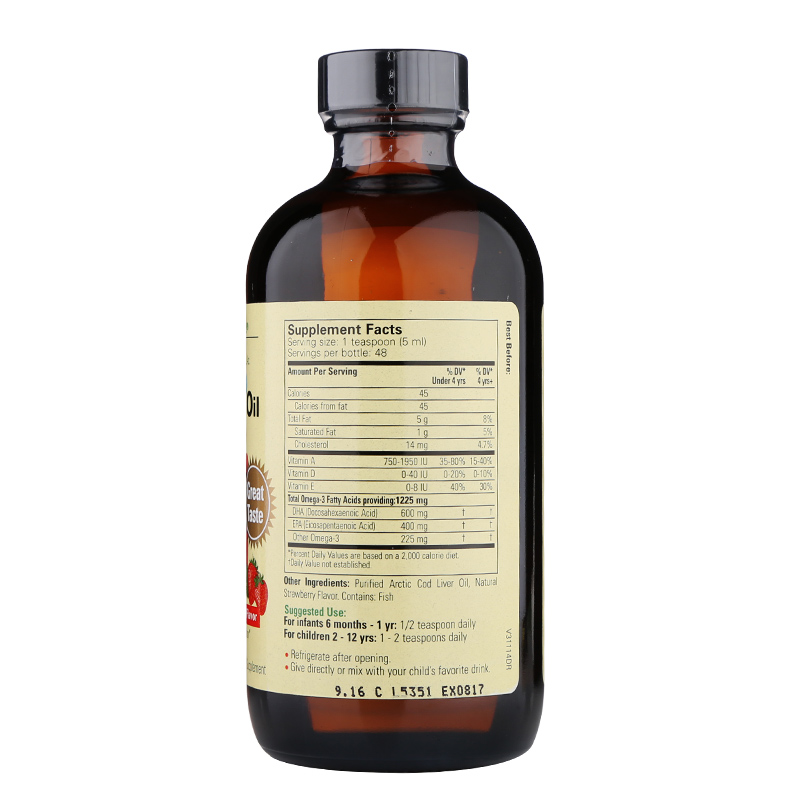 Supplement Facts
Serving size: 1 teaspoon (5 ml)
Servings per bottle: 48
Amount Per Serving % DV* Under 4 yrs % DV* 4 yrs+
Calories 45
Calories from fat 45
Total Fat 5 g 8%
Saturated Fat 1 g 5%
Cholesterol 14 mg 4.7%
Vitamin A 750-1950 IU 35-80% 15-40%
Vitamin D 0-40 IU 0-20% 0-10%
Vitamin E 0-8 IU 40% 30%
Total Omega-3 Fatty Acids providing: 1225 mg
DHA (Docosahexaenoic Acid) 600 mg † †
EPA (Eicosapentaenoic Acid) 400 mg † †
Other Omega-3 225 mg † †
*Percent Daily Values are based on a 2,000 calorie diet.
†Daily Value not established
Other Ingredients: Purified Arctic Cod Liver Oil, Natural
Strawberry Flavor. Contains: Fish
Suggested Use:
For infants 6 months - 1 yr: 1/2 teaspoon daily
For children 2 - 12 yrs: 1 - 2 teaspoons daily
• Refrigerate after opening.
• Give directly or mix with your child's favorite drink.
9.16 C L5351 EX0817
Best Before:
V31114DR
Oil
Great
Taste
Flavor